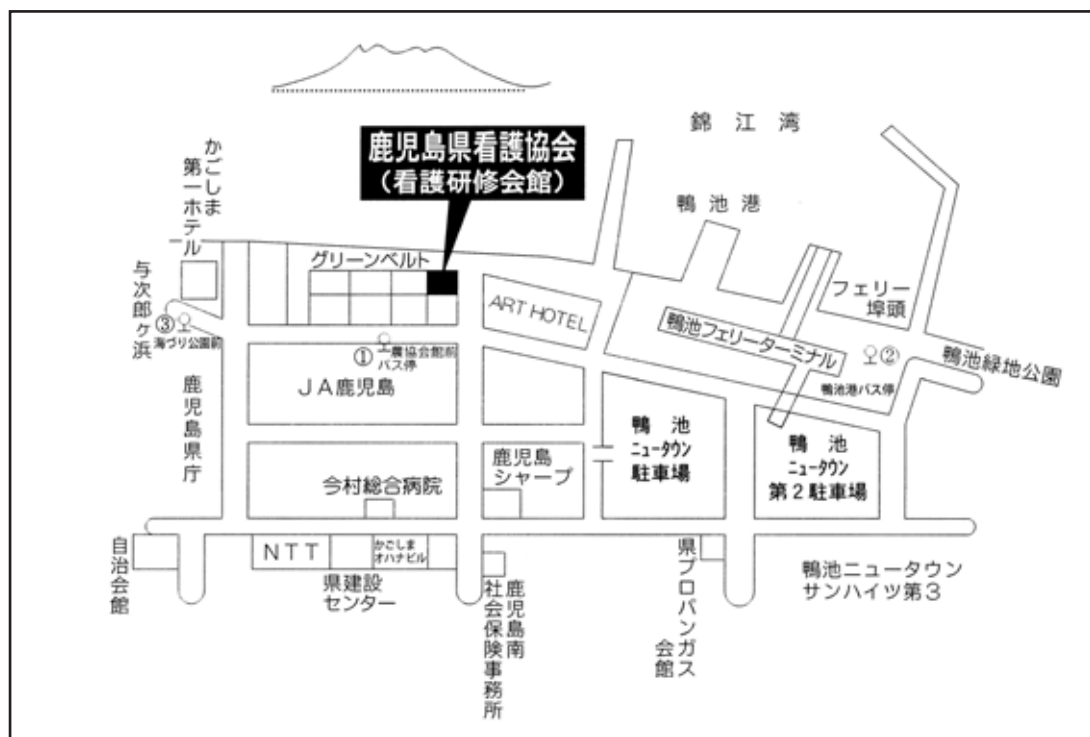 錦江湾
鹿児島県看護協会
（看護研修会館）
かごしま
第一ホテル
鴨池港
グリーンベルト
与次郎ヶ浜
ART HOTEL
フェリー
埠頭
鴨池フェリーターミナル
③
海づり公園前
①
農協会館前
バス停
②
鴨池港バス停
鴨池緑地公園
JA鹿児島
鹿児島県庁
鴨池
ニュータウン
駐車場
鴨池
ニュータウン
第2駐車場
鹿児島
シャープ
今村総合病院
自治会館
NTT
かごしま
オハナビル
県建設
センター
鹿児島南
社会保険事務所
県プロパンガス
会館
鴨池ニュータウン
サンハイツ第3